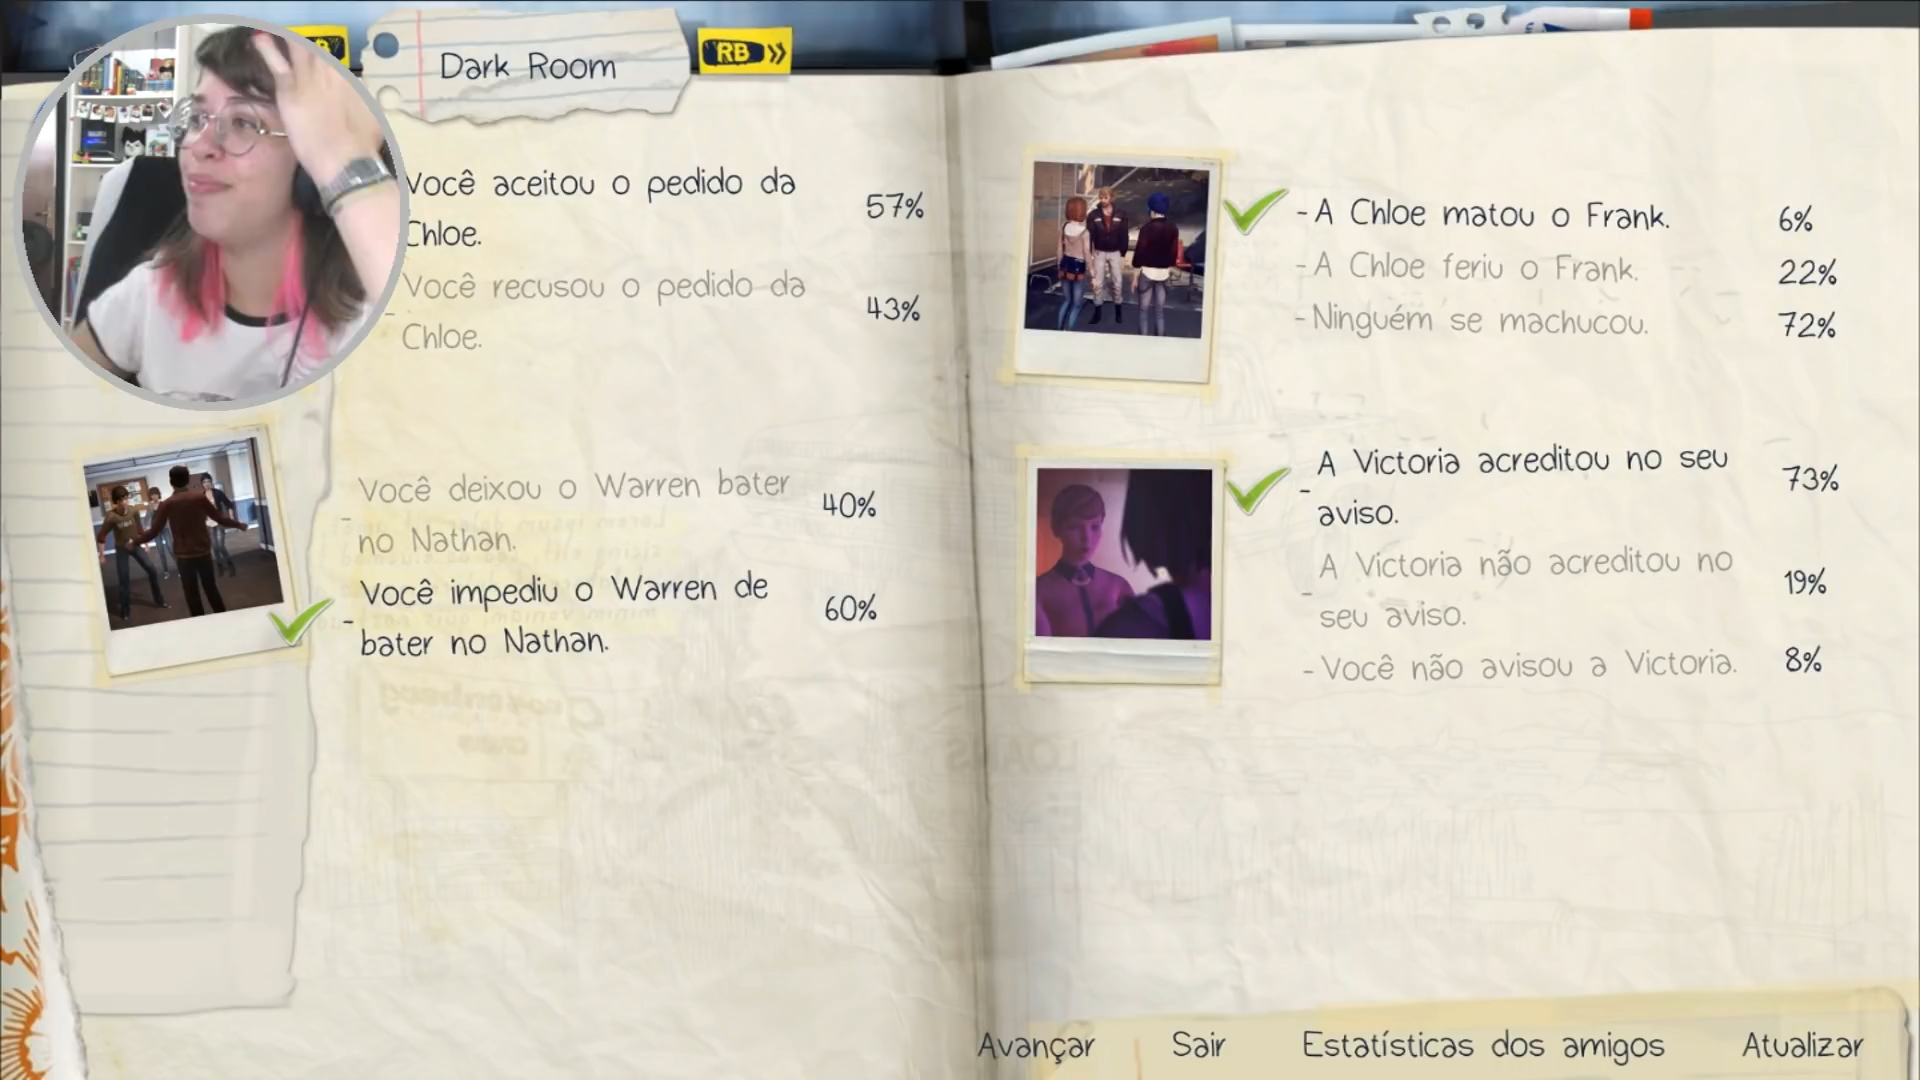 Dark Room
RB
Você aceitou o pedido da
Chloe.
57%
Você recusou o pedido da
- Chloe.
43%
Você deixou o Warren bater
- no Nathan.
40%
Você impediu o Warren de
- bater no Nathan.
60%
- A Chloe matou o Frank. 6%
- A Chloe feriu o Frank. 22%
- Ninguém se machucou. 72%
A Victoria acreditou no seu
- aviso.
73%
A Victoria não acreditou no
- seu aviso.
19%
- Você não avisou a Victoria. 8%
Avançar Sair Estatísticas dos amigos Atualizar